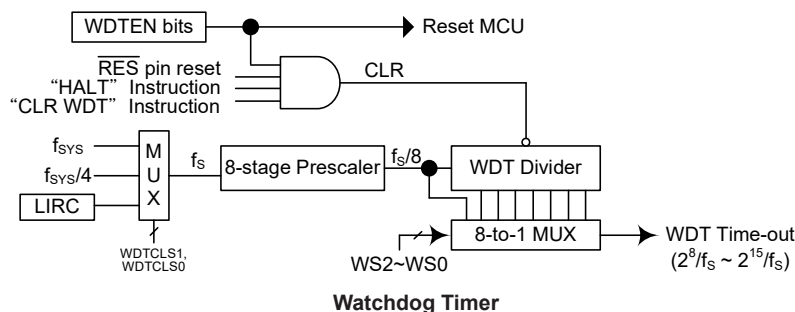 WDTEN bits
Reset MCU
RES pin reset
"HALT" Instruction
"CLR WDT" Instruction
CLR
fSYS
fSYS/4
LIRC
M
U
X
fS
8-stage Prescaler
fS/8
WDT Divider
WDTCLS1,
WDTCLS0
WS2~WS0
8-to-1 MUX
WDT Time-out
(2^8/fS ~ 2^15/fS)
Watchdog Timer